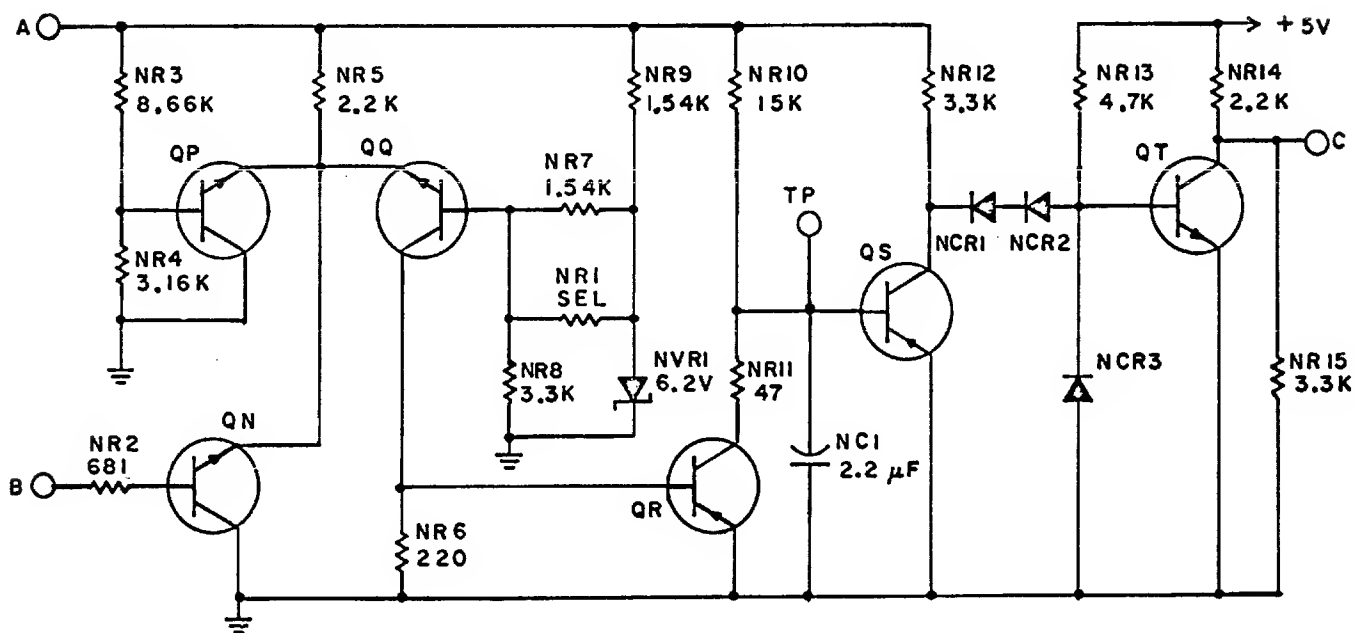 A
+5V
NR3
8.66K
NR5
2.2K
NR9
1.54K
NR10
15K
NR12
3.3K
NR13
4.7K
NR14
2.2K
C
QP
QQ
NR7
1.54K
TP
QT
NCR1
NCR2
NR4
3.16K
NR1
SEL
QS
NR8
3.3K
NVR1
6.2V
NR11
47
NCR3
NR15
3.3K
QN
NR2
681
B
NC1
2.2 μF
QR
NR6
220